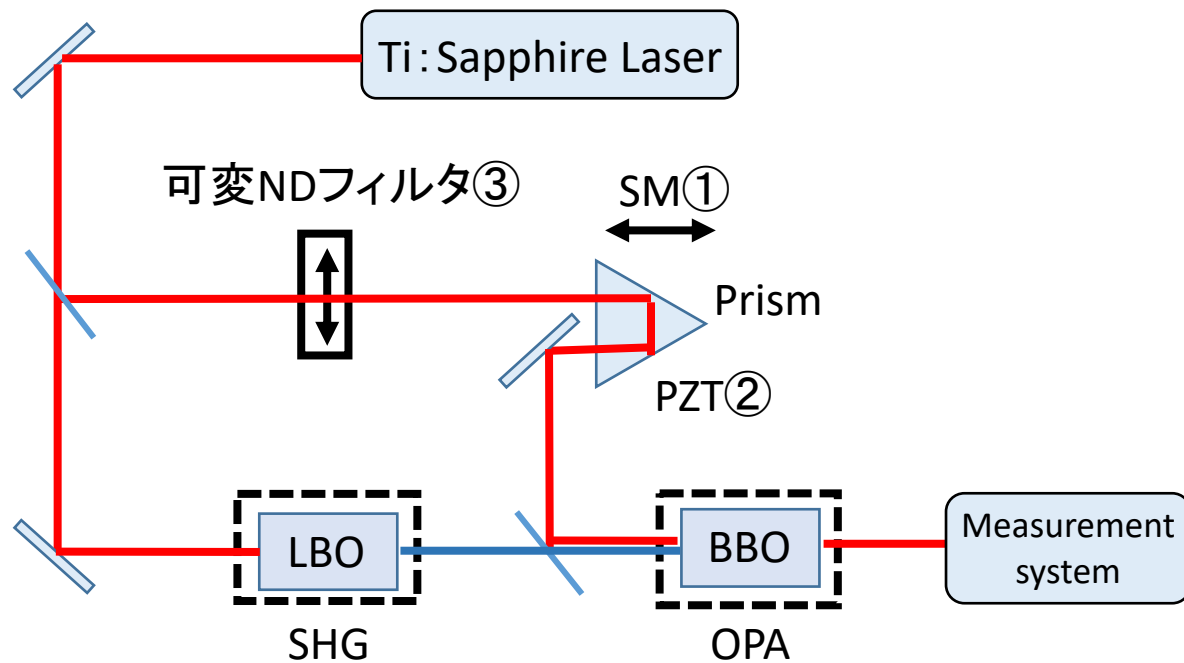 Ti：Sapphire Laser
可変NDフィルタ③
SM①
Prism
PZT②
LBO
BBO
Measurement
system
SHG
OPA